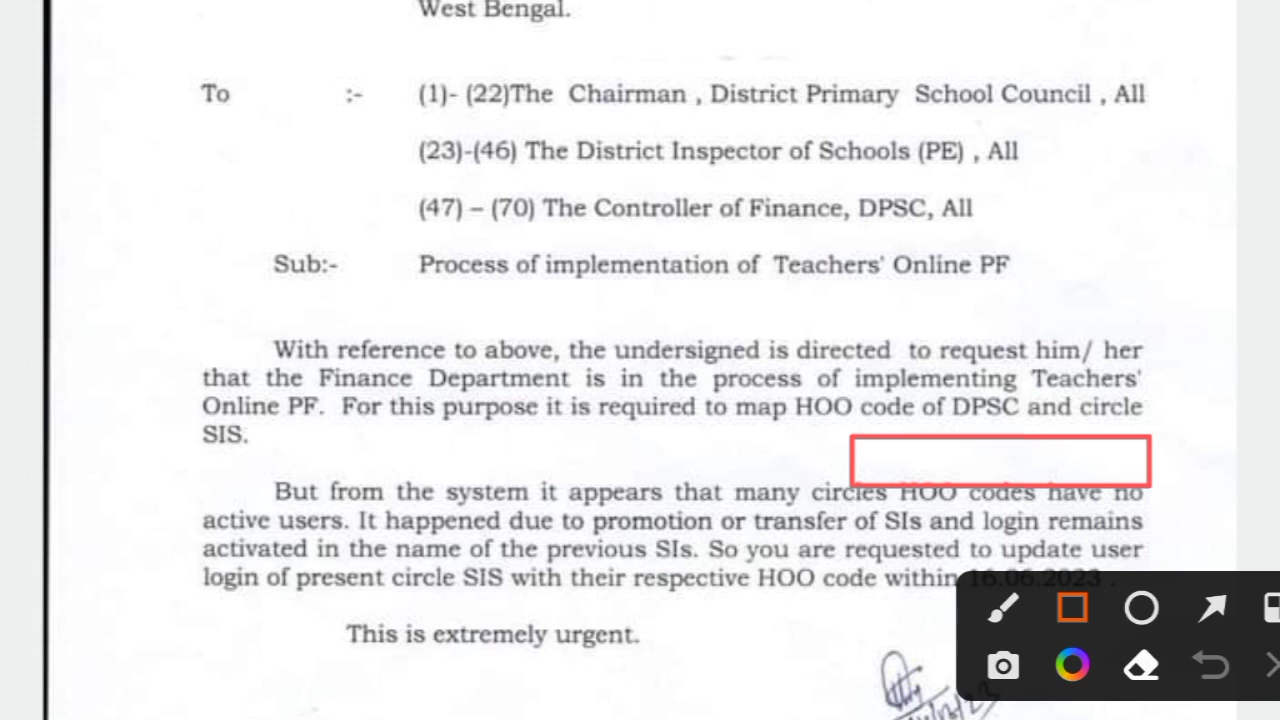 West Bengal.
To :- (1)- (22)The Chairman , District Primary School Council , All
(23)-(46) The District Inspector of Schools (PE) , All
(47) – (70) The Controller of Finance, DPSC, All
Sub:- Process of implementation of Teachers' Online PF
With reference to above, the undersigned is directed to request him/ her
that the Finance Department is in the process of implementing Teachers'
Online PF. For this purpose it is required to map HOO code of DPSC and circle
SIS.
But from the system it appears that many circles HOO codes have no
active users. It happened due to promotion or transfer of SIs and login remains
activated in the name of the previous SIs. So you are requested to update user
login of present circle SIS with their respective HOO code within 16.06.2023 .
This is extremely urgent.